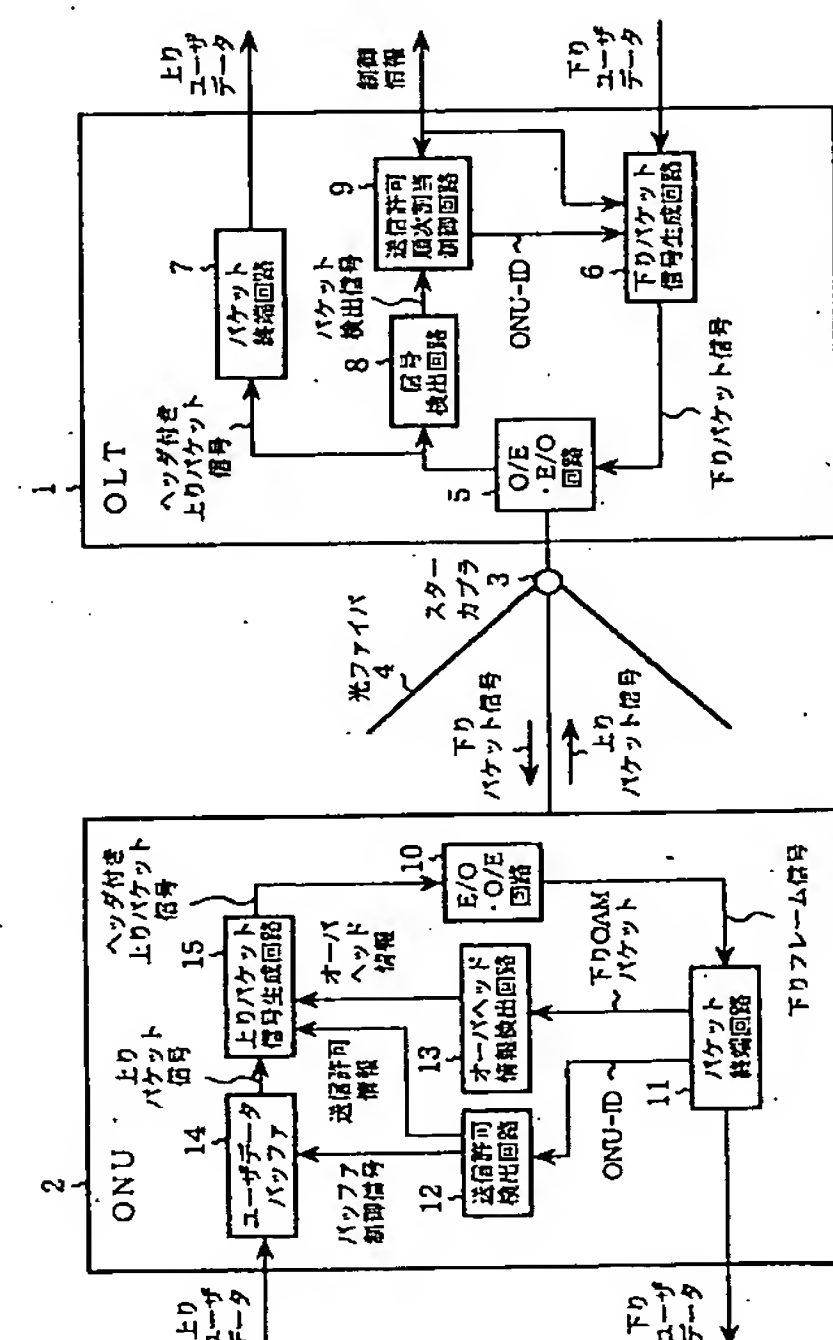 2
ONU
上り
ユーザ
データ
14
ユーザデータ
バッファ
上り
パケット
信号
15
上りパケット
信号生成回路
ヘッダ付き
上りパケット
信号
バッファ
制御信号
送信許可
情報
オーバ
ヘッド
情報
10
E/O
・O/E
回路
12
送信許可
検出回路
13
オーバヘッド
情報検出回路
ONU-ID
下りOAM
パケット
11
パケット
終端回路
下りフレーム信号
下り
ユーザ
データ
下り
パケット信号
上り
パケット信号
光ファイバ
4
スター
カプラ
3
1
OLT
ヘッダ付き
上りパケット
信号
7
パケット
終端回路
上り
ユーザ
データ
5
O/E
・E/O
回路
8
信号
検出回路
パケット
検出信号
9
送信許可
順次割当
制御回路
制御
情報
ONU-ID
6
下りパケット
信号生成回路
下りパケット信号
下り
ユーザ
データ